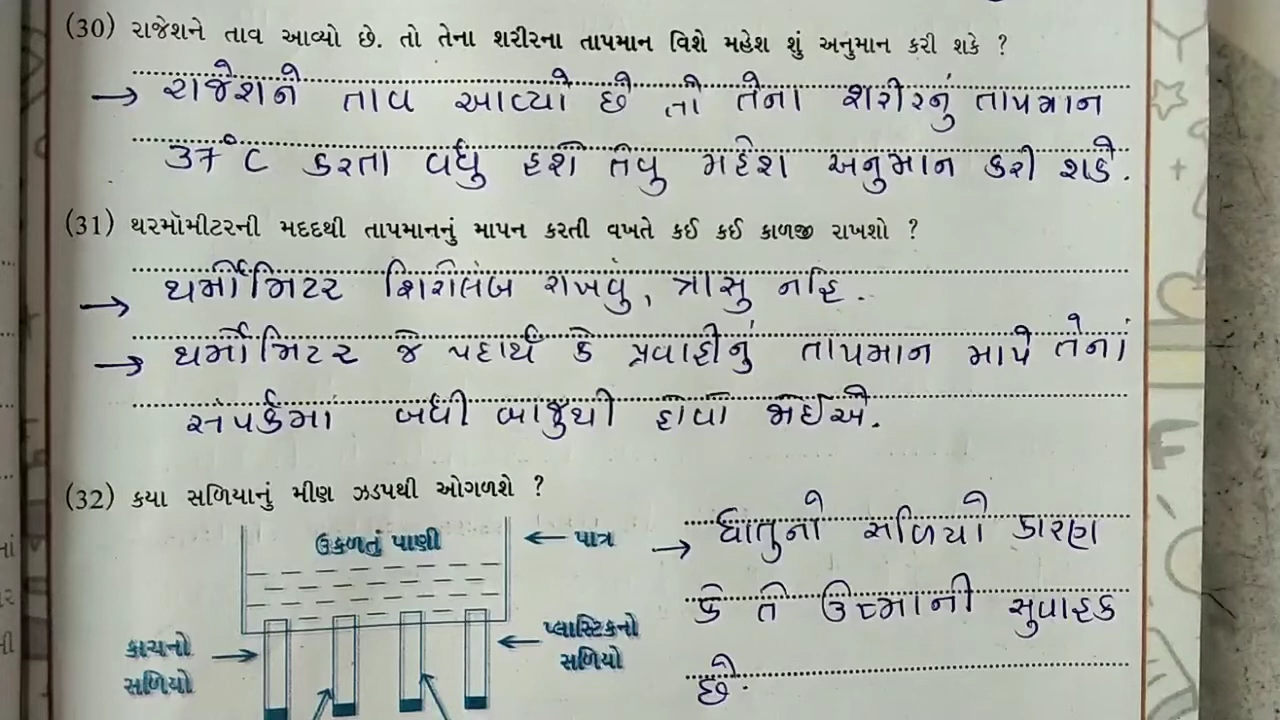 (30) રાજેશને તાવ આવ્યો છે. તો તેના શરીરના તાપમાન વિશે મહેશ શું અનુમાન કરી શકે ?
→ રાજેશને તાવ આવ્યો છે તો તેના શરીરનું તાપમાન
37°C કરતા વધુ હશે તેવુ મહેશ અનુમાન કરી શકે.
(31) થરમૉમીટરની મદદથી તાપમાનનું માપન કરતી વખતે કઈ કઈ કાળજી રાખશો ?
→ થર્મોમિટર શિરોલંબ રાખવું, ત્રાસુ નહિ.
→ થર્મોમિટર જે પદાર્થ કે પ્રવાહીનું તાપમાન માપે તેનાં
સંપર્કમાં બધી બાજુથી હોવો જોઈએ.
(32) કયા સળિયાનું મીણ ઝડપથી ઓગળશે ?
ઉકળતું પાણી
← પાત્ર
→ ધાતુનો સળિયો કારણ
કે તે ઉષ્માની સુવાહક
છે.
પ્લાસ્ટિકનો
સળિયો
કાચનો
સળિયો